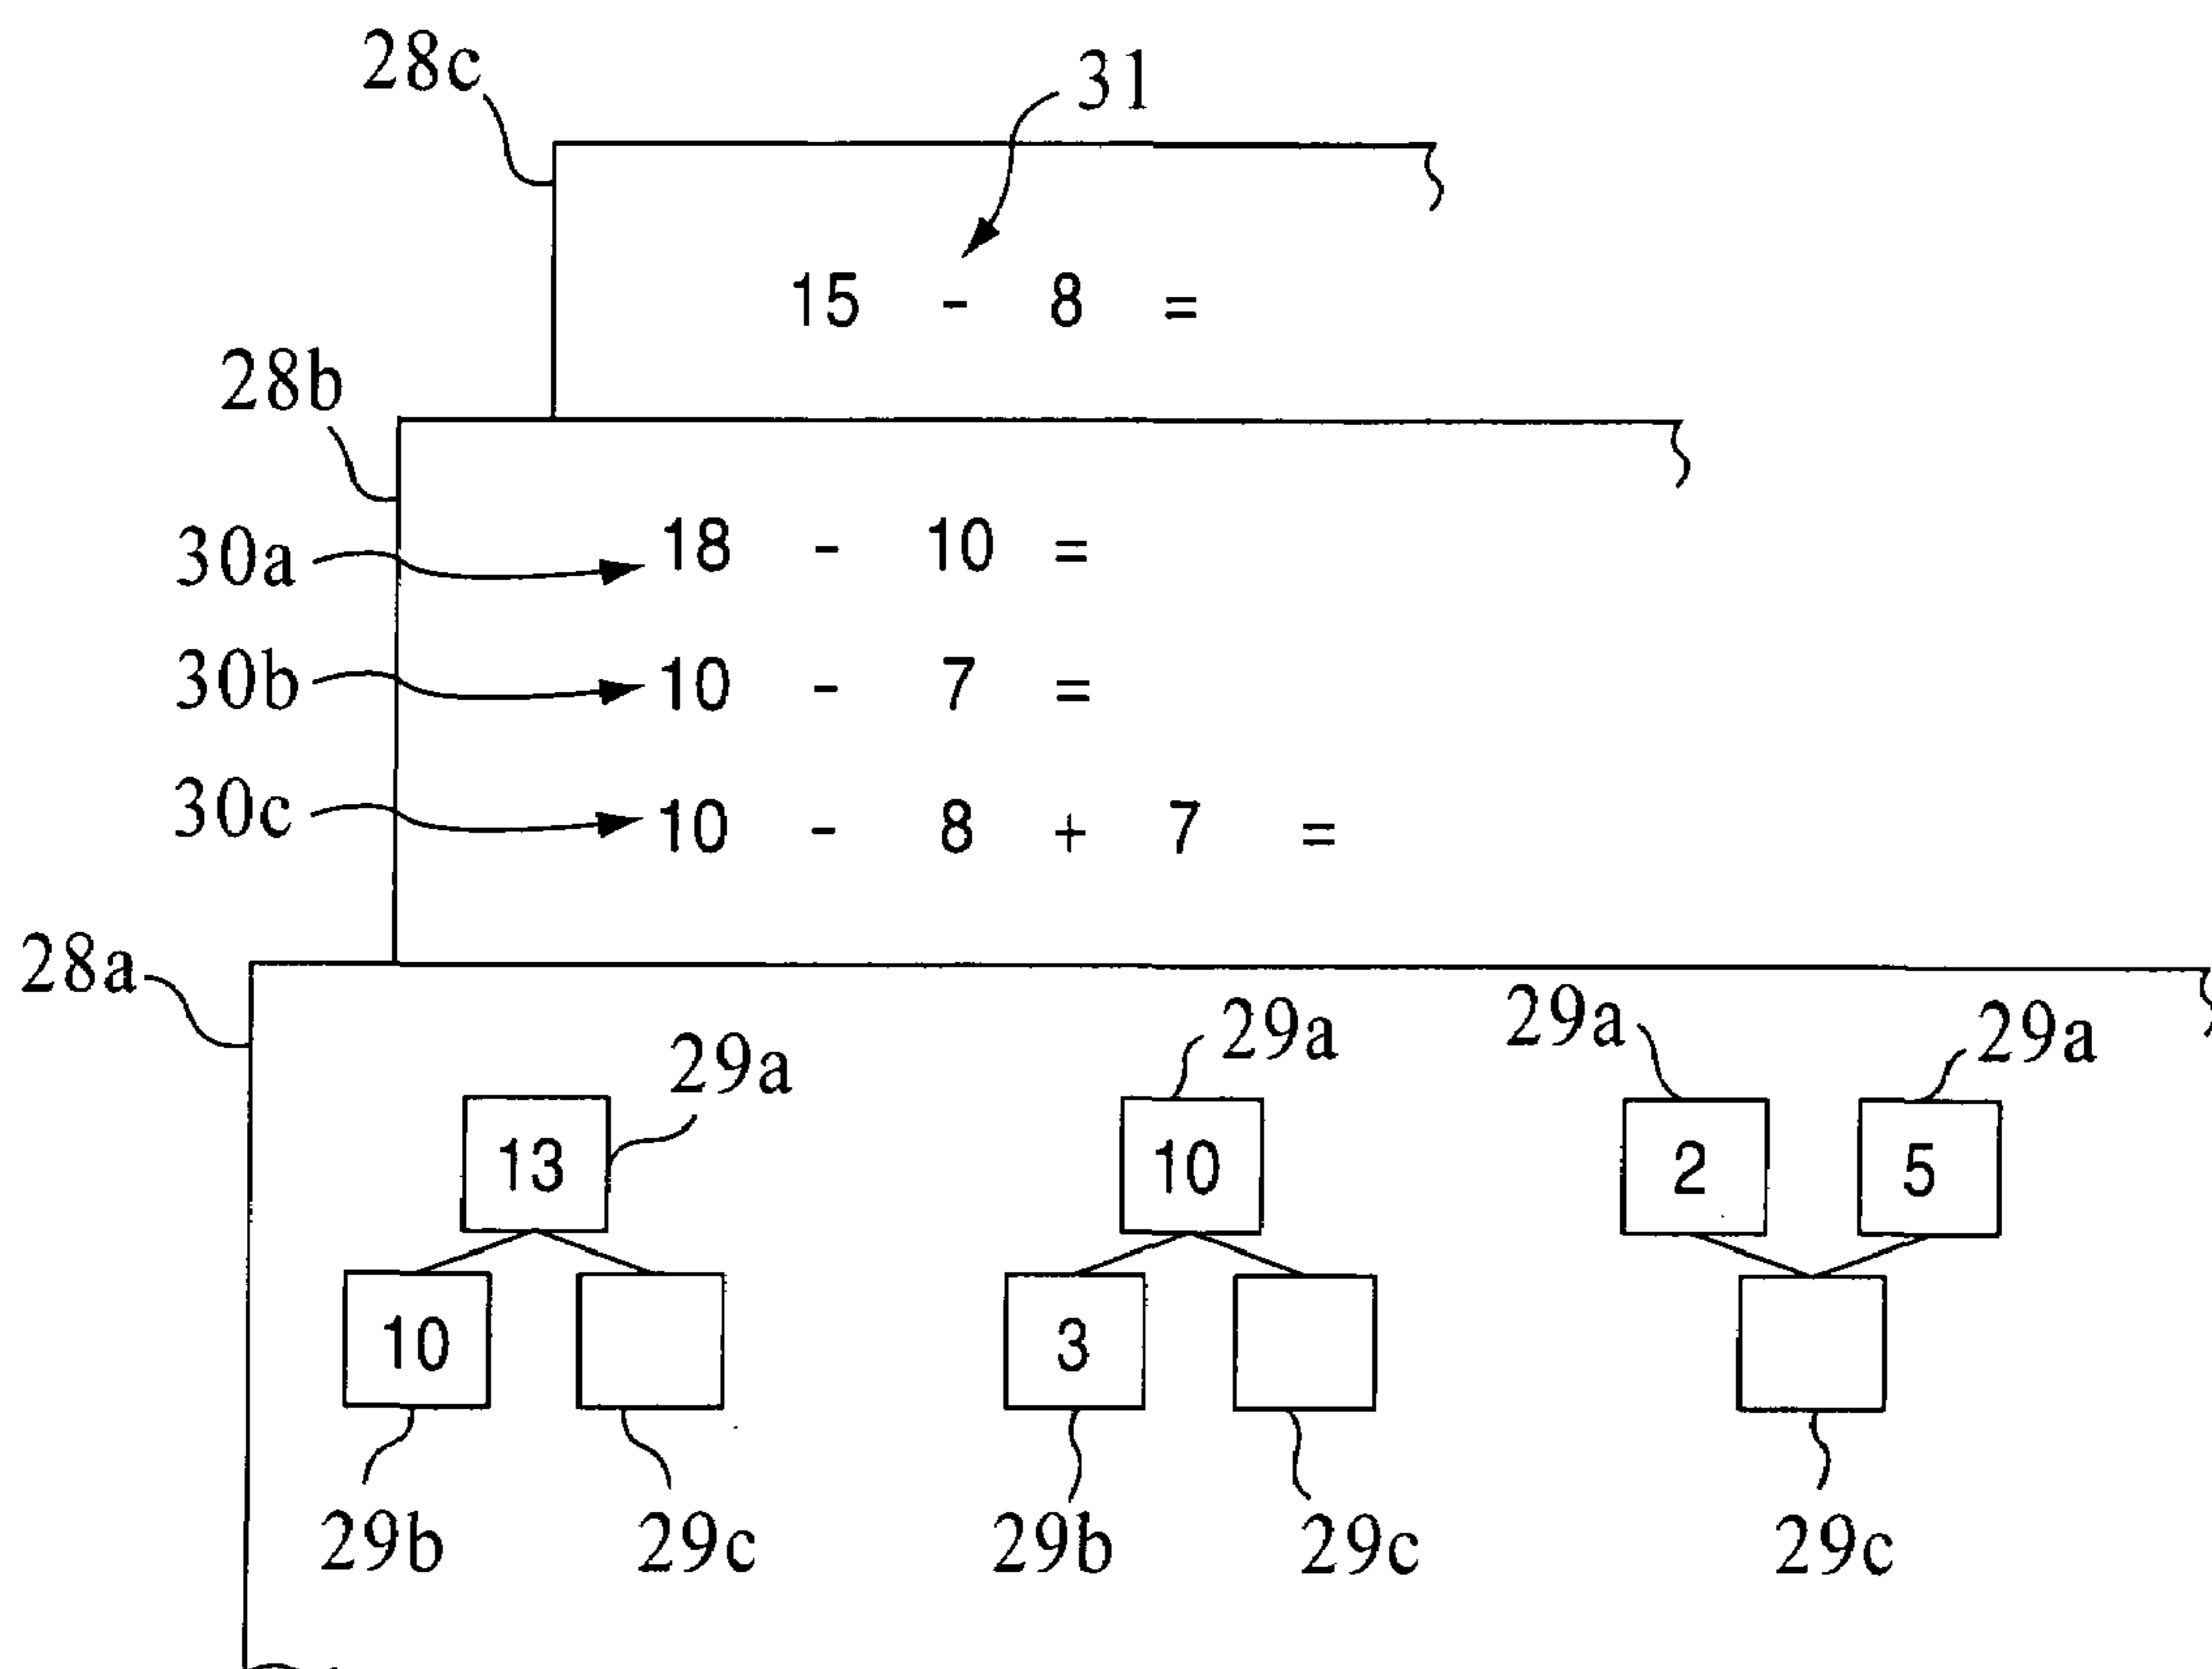 28c
31
15 - 8 =
28b
30a 18 - 10 =
30b 10 - 7 =
30c 10 - 8 + 7 =
28a
29a 29a 29a 29a
13 10 2 5
10 3
29b 29c 29b 29c 29c